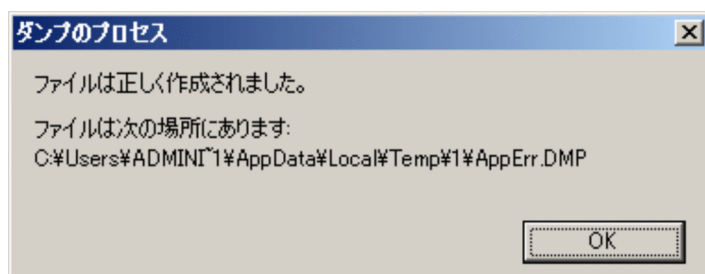 ダンプのプロセス
ファイルは正しく作成されました。
ファイルは次の場所にあります:
C:¥Users¥ADMINI~1¥AppData¥Local¥Temp¥1¥AppErr.DMP
OK